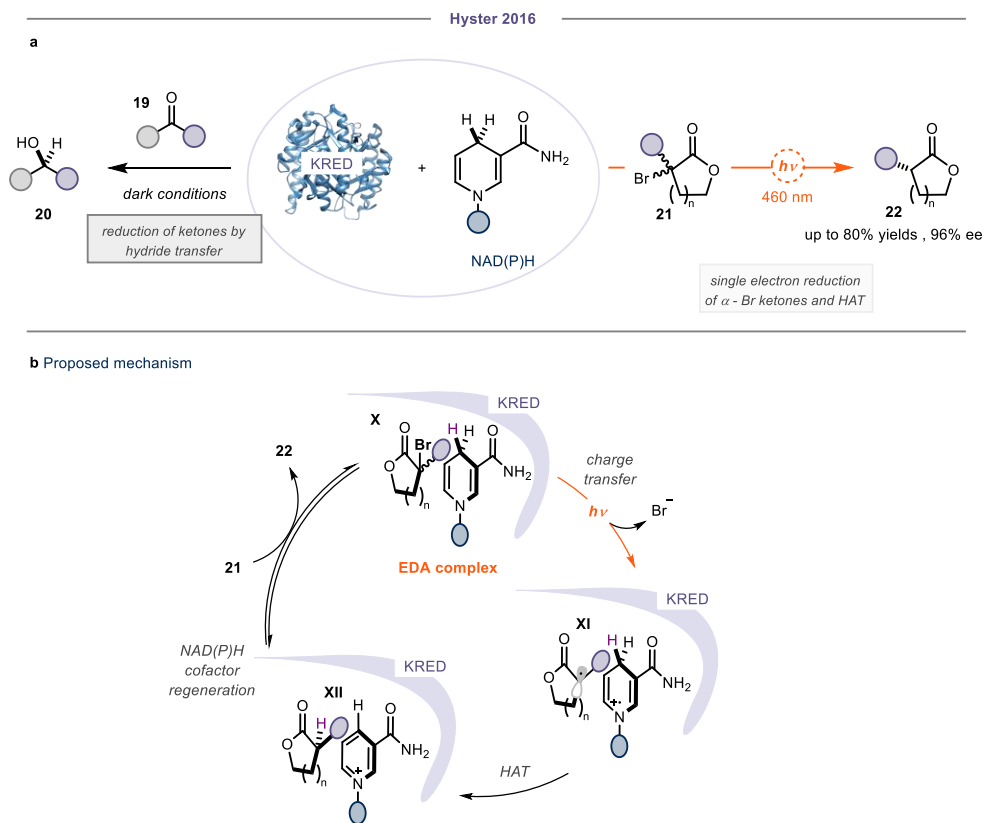 Hyster 2016
a
19
O
HO
H
20
dark conditions
reduction of ketones by
hydride transfer
KRED
+
H H
O
NH2
N
NAD(P)H
O
O
Br
( )n
21
hν
460 nm
O
O
( )n
22
up to 80% yields , 96% ee
single electron reduction
of α - Br ketones and HAT
b Proposed mechanism
KRED
X
O
Br
H H
O
O
NH2
( )n
N
EDA complex
charge
transfer
hν
Br−
22
21
NAD(P)H
cofactor
regeneration
KRED
XI
O
H H
O
O
NH2
( )n
+•
N
HAT
KRED
XII
O
H
H
O
O
NH2
( )n
+
N